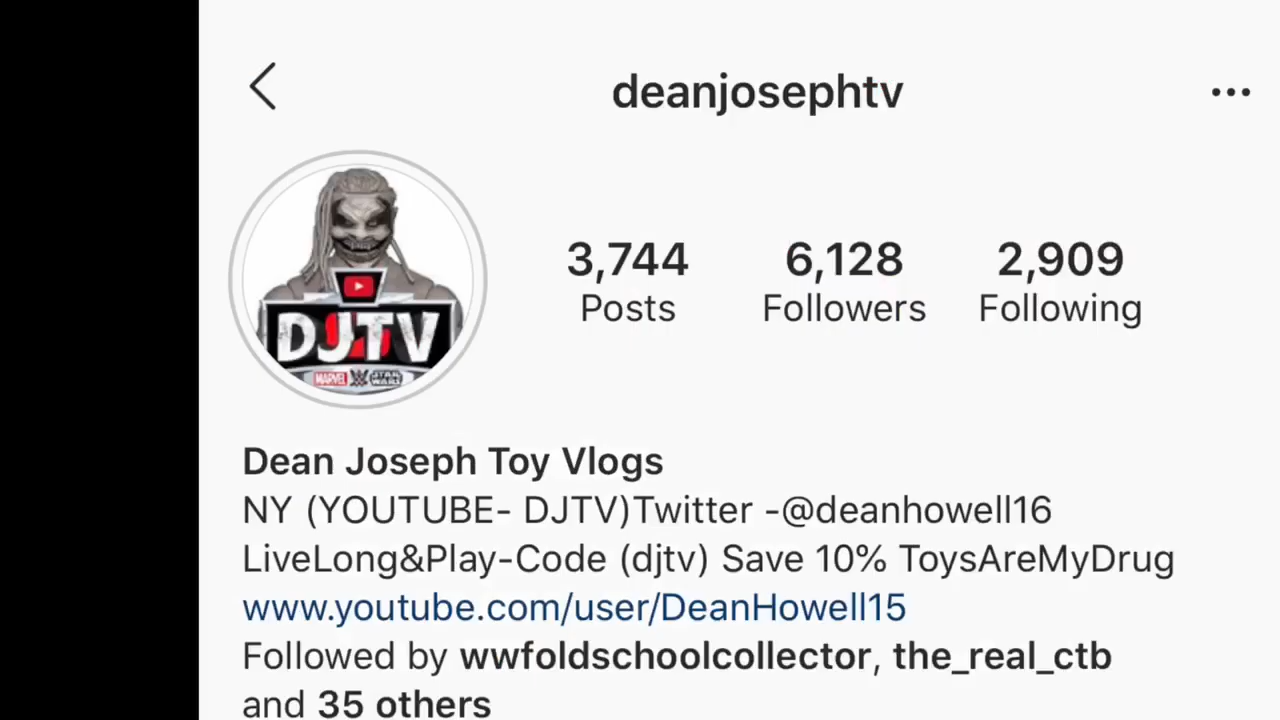 deanjosephtv
3,744 6,128 2,909
Posts Followers Following
DJTV
MARVEL W STAR WARS
Dean Joseph Toy Vlogs
NY (YOUTUBE- DJTV)Twitter -@deanhowell16
LiveLong&Play-Code (djtv) Save 10% ToysAreMyDrug
www.youtube.com/user/DeanHowell15
Followed by wwfoldschoolcollector, the_real_ctb
and 35 others